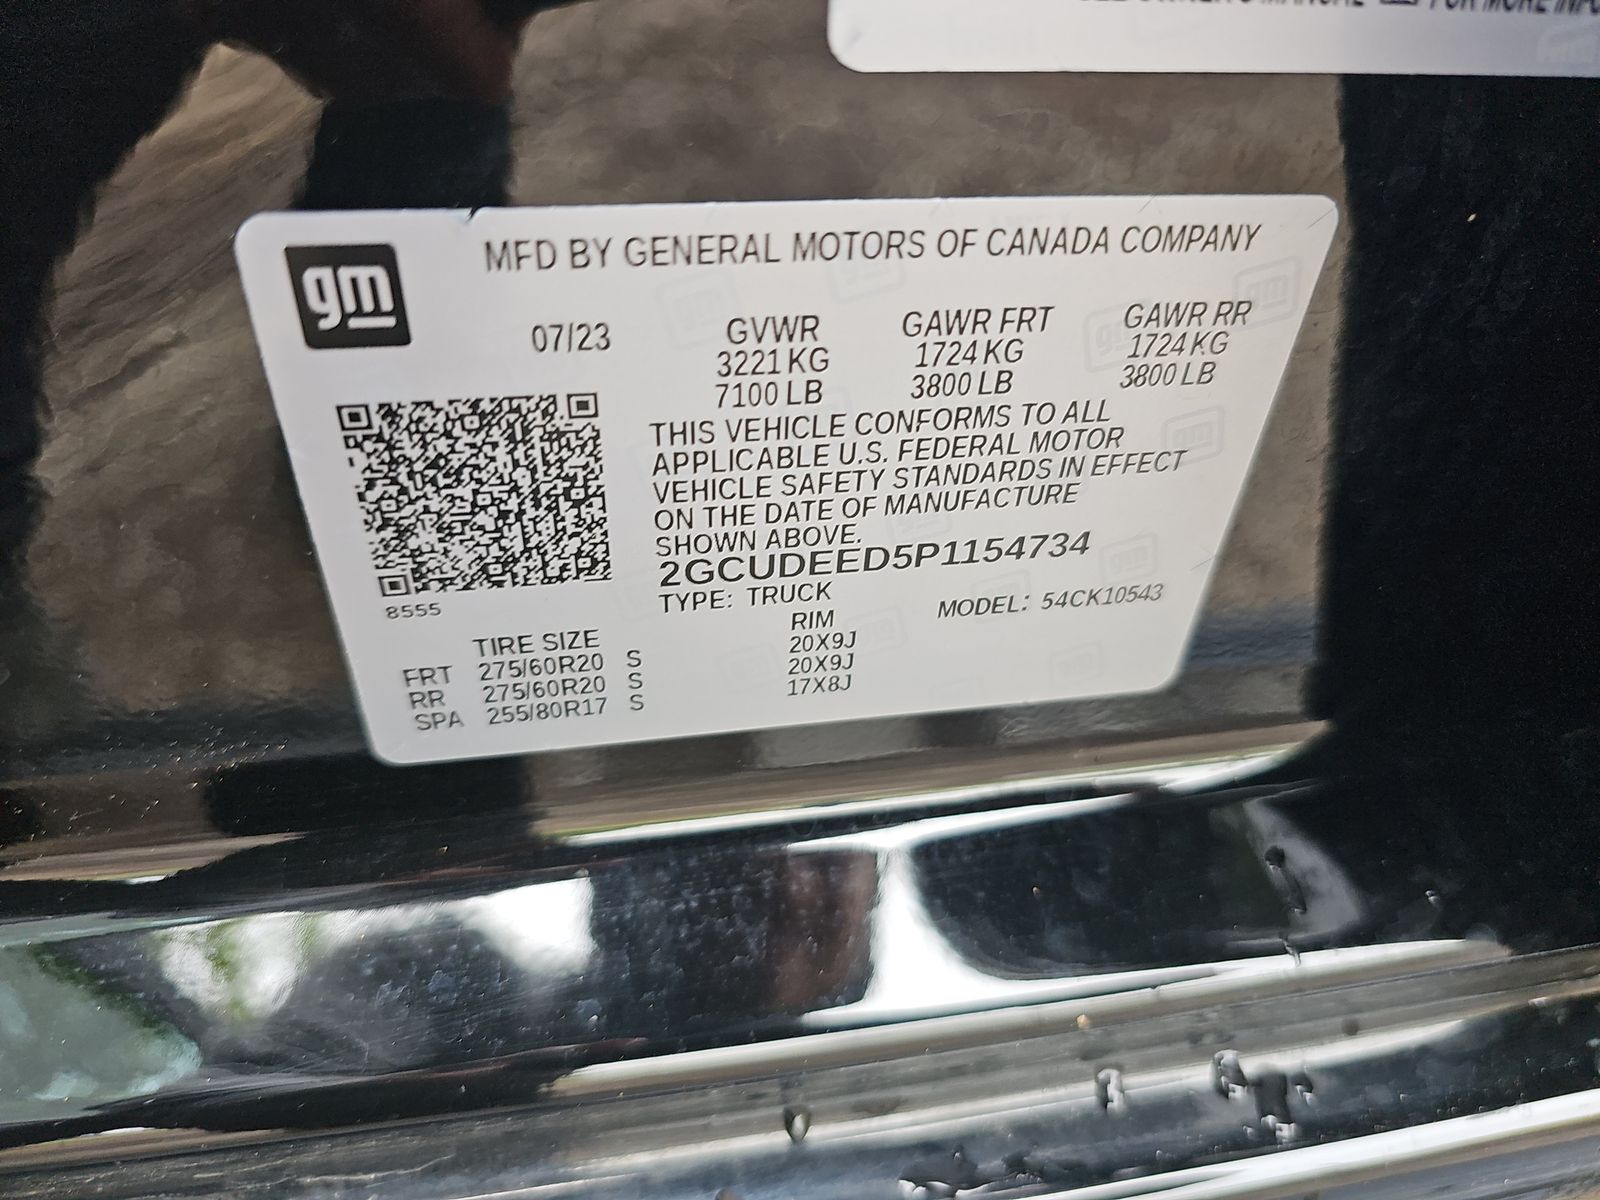 FOR MORE INFO
gm
MFD BY GENERAL MOTORS OF CANADA COMPANY
07/23 GVWR GAWR FRT GAWR RR
3221 KG 1724 KG 1724 KG
7100 LB 3800 LB 3800 LB
THIS VEHICLE CONFORMS TO ALL
APPLICABLE U.S. FEDERAL MOTOR
VEHICLE SAFETY STANDARDS IN EFFECT
ON THE DATE OF MANUFACTURE
SHOWN ABOVE.
2GCUDEED5P1154734
8555
TYPE: TRUCK MODEL: 54CK10543
TIRE SIZE RIM
FRT 275/60R20 S 20X9J
RR 275/60R20 S 20X9J
SPA 255/80R17 S 17X8J